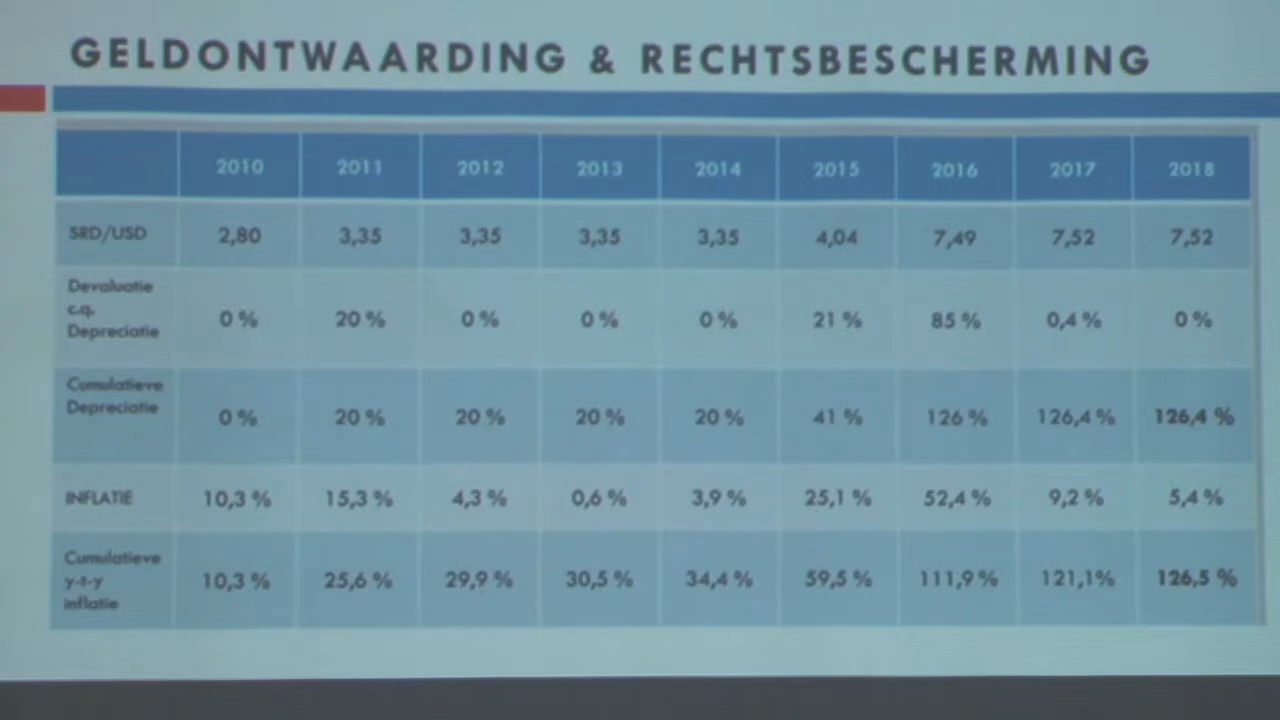 GELDONTWAARDING & RECHTSBESCHERMING
2010 2011 2012 2013 2014 2015 2016 2017 2018
SRD/USD 2,80 3,35 3,35 3,35 3,35 4,04 7,49 7,52 7,52
Devaluatie
c.q.
Depreciatie 0 % 20 % 0 % 0 % 0 % 21 % 85 % 0,4 % 0 %
Cumulatieve
Depreciatie 0 % 20 % 20 % 20 % 20 % 41 % 126 % 126,4 % 126,4 %
INFLATIE 10,3 % 15,3 % 4,3 % 0,6 % 3,9 % 25,1 % 52,4 % 9,2 % 5,4 %
Cumulatieve
y-t-y 10,3 % 25,6 % 29,9 % 30,5 % 34,4 % 59,5 % 111,9 % 121,1% 126,5 %
inflatie